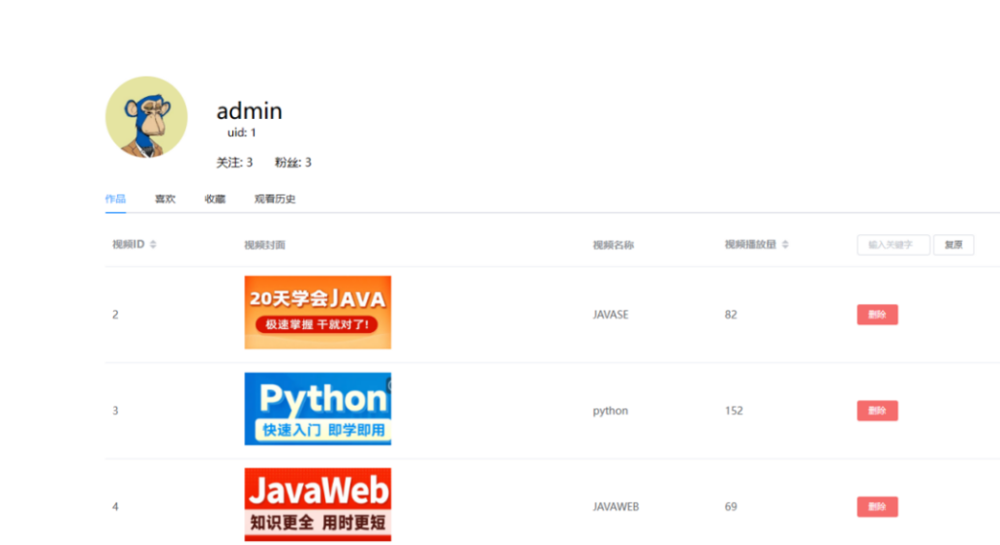 admin
uid: 1
关注: 3 粉丝: 3
作品 喜欢 收藏 观看历史
视频ID 视频封面 视频名称 视频播放量 输入关键字 复原
2 20天学会JAVA JAVASE 82 删除
极速掌握 干就对了!
3 Python python 152 删除
快速入门 即学即用
4 JavaWeb JAVAWEB 69 删除
知识更全 用时更短